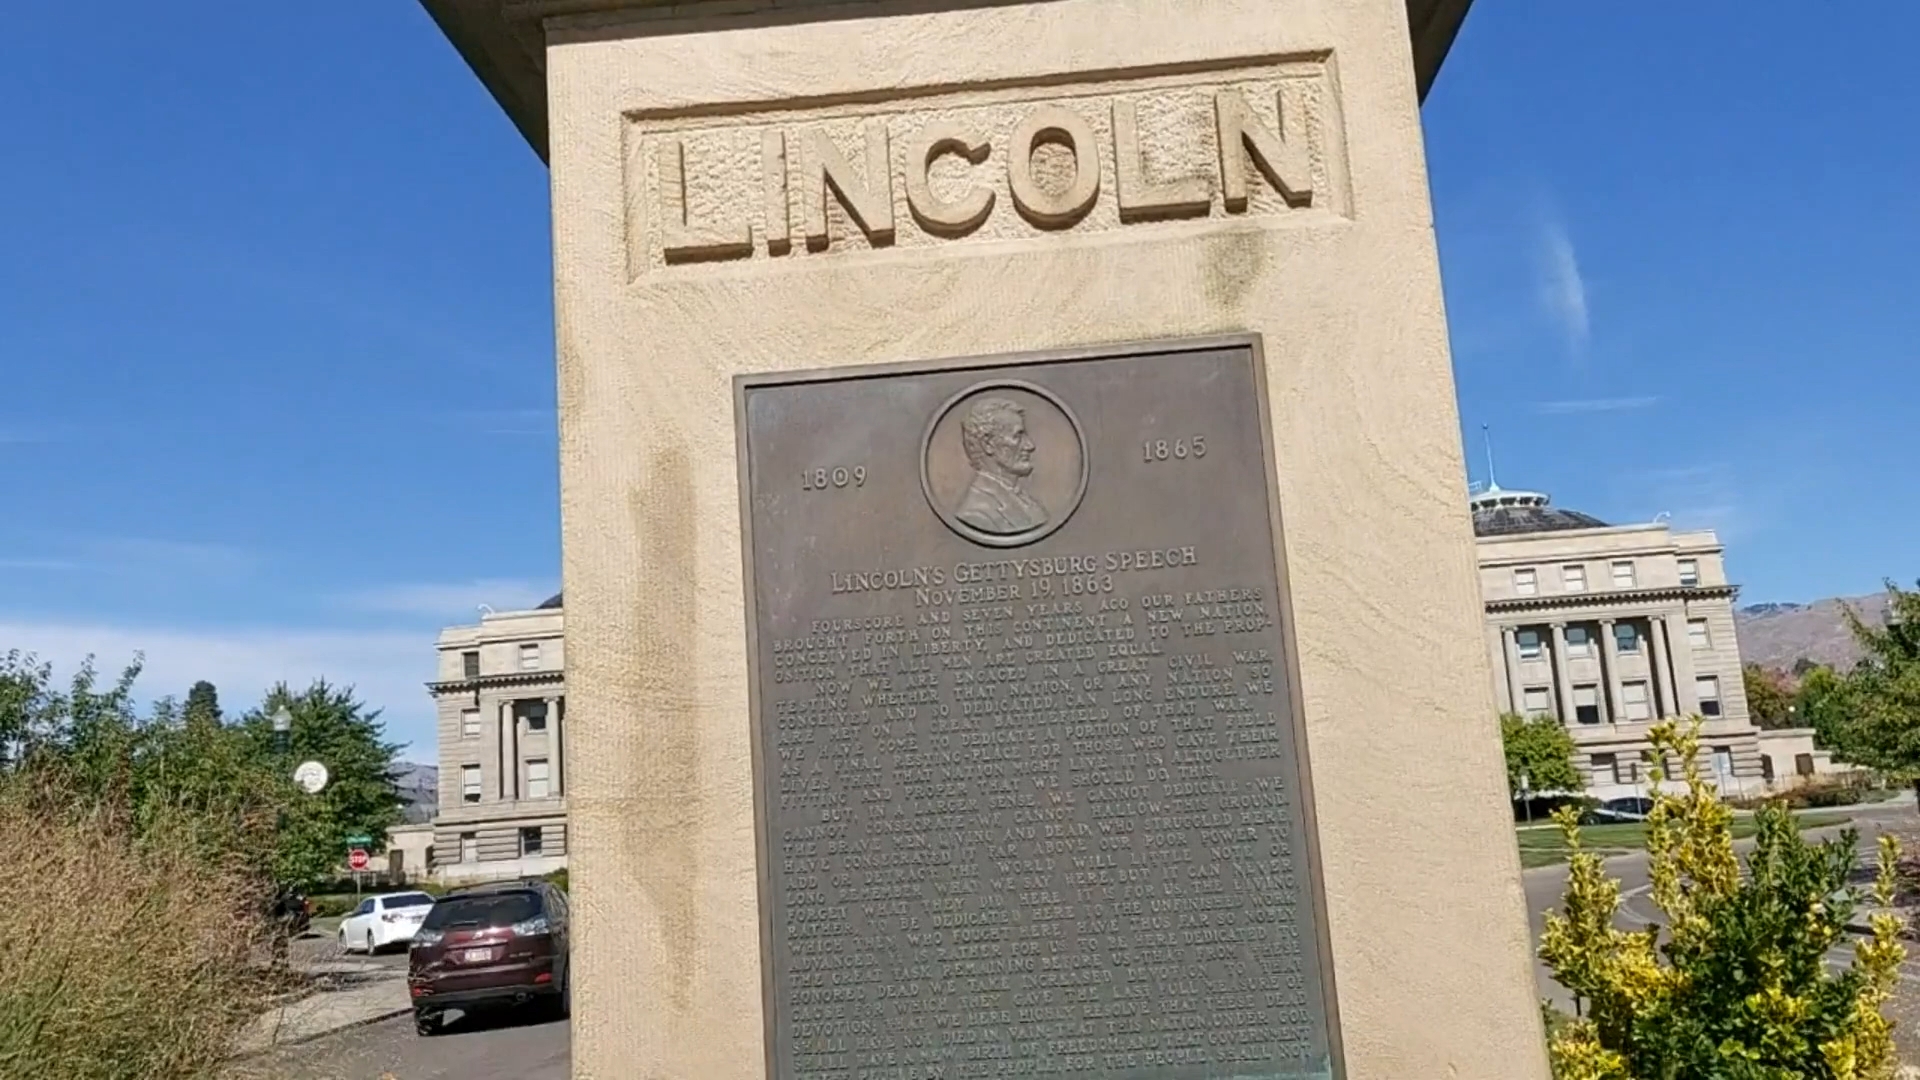 LINCOLN
1809
1865
LINCOLN'S GETTYSBURG SPEECH
NOVEMBER 19, 1863
FOURSCORE AND SEVEN YEARS AGO OUR FATHERS
BROUGHT FORTH ON THIS CONTINENT A NEW NATION,
CONCEIVED IN LIBERTY, AND DEDICATED TO THE PROP-
OSITION THAT ALL MEN ARE CREATED EQUAL.
NOW WE ARE ENGAGED IN A GREAT CIVIL WAR,
TESTING WHETHER THAT NATION, OR ANY NATION SO
CONCEIVED AND SO DEDICATED, CAN LONG ENDURE. WE
ARE MET ON A GREAT BATTLEFIELD OF THAT WAR.
WE HAVE COME TO DEDICATE A PORTION OF THAT FIELD
AS A FINAL RESTING-PLACE FOR THOSE WHO GAVE THEIR
LIVES THAT THAT NATION MIGHT LIVE. IT IS ALTOGETHER
FITTING AND PROPER THAT WE SHOULD DO THIS.
BUT, IN A LARGER SENSE, WE CANNOT DEDICATE-WE
CANNOT CONSECRATE-WE CANNOT HALLOW-THIS GROUND.
THE BRAVE MEN, LIVING AND DEAD, WHO STRUGGLED HERE
HAVE CONSECRATED IT FAR ABOVE OUR POOR POWER TO
ADD OR DETRACT. THE WORLD WILL LITTLE NOTE OR
LONG REMEMBER WHAT WE SAY HERE, BUT IT CAN NEVER
FORGET WHAT THEY DID HERE. IT IS FOR US, THE LIVING,
RATHER, TO BE DEDICATED HERE TO THE UNFINISHED WORK
WHICH THEY WHO FOUGHT HERE HAVE THUS FAR SO NOBLY
ADVANCED. IT IS RATHER FOR US TO BE HERE DEDICATED TO
THE GREAT TASK REMAINING BEFORE US-THAT FROM THESE
HONORED DEAD WE TAKE INCREASED DEVOTION TO THAT
CAUSE FOR WHICH THEY GAVE THE LAST FULL MEASURE OF
DEVOTION; THAT WE HERE HIGHLY RESOLVE THAT THESE DEAD
SHALL NOT HAVE DIED IN VAIN; THAT THIS NATION, UNDER GOD,
SHALL HAVE A NEW BIRTH OF FREEDOM; AND THAT GOVERNMENT
BY THE PEOPLE, FOR THE PEOPLE, SHALL NOT
STOP